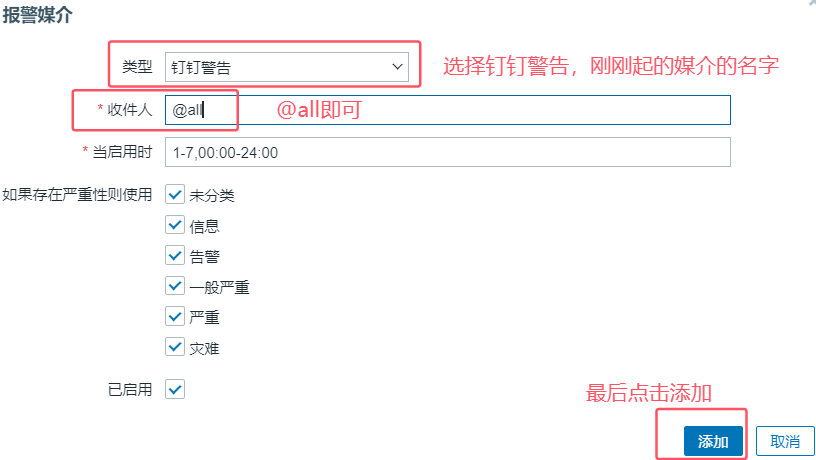 报警媒介
类型 钉钉警告 选择钉钉警告，刚刚起的媒介的名字
* 收件人 @all @all即可
* 当启用时 1-7,00:00-24:00
如果存在严重性则使用 未分类
信息
告警
一般严重
严重
灾难
已启用
最后点击添加
添加 取消